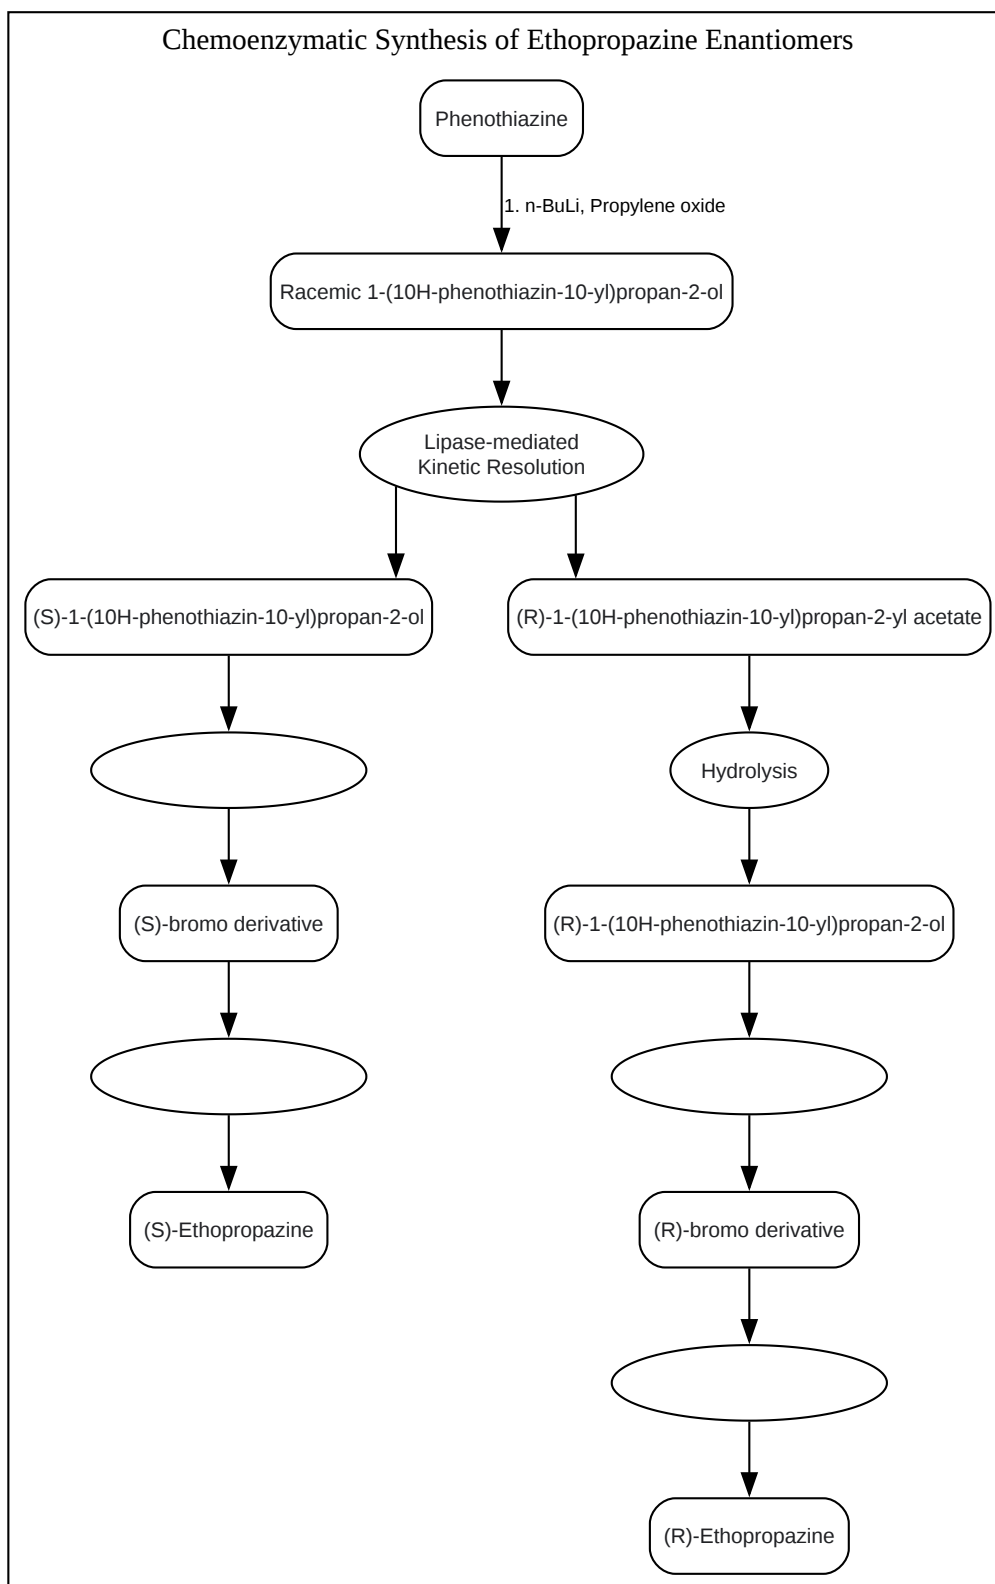 Chemoenzymatic Synthesis of Ethopropazine Enantiomers
Phenothiazine
1. n-BuLi, Propylene oxide
Racemic 1-(10H-phenothiazin-10-yl)propan-2-ol
Lipase-mediated
Kinetic Resolution
(S)-1-(10H-phenothiazin-10-yl)propan-2-ol
(R)-1-(10H-phenothiazin-10-yl)propan-2-yl acetate
Hydrolysis
(S)-bromo derivative
(R)-1-(10H-phenothiazin-10-yl)propan-2-ol
(S)-Ethopropazine
(R)-bromo derivative
(R)-Ethopropazine